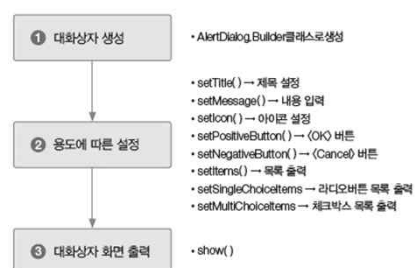 ❶ 대화상자 생성
• AlertDialog.Builder클래스로생성
❷ 용도에 따른 설정
• setTitle( ) → 제목 설정
• setMessage( ) → 내용 입력
• setIcon( ) → 아이콘 설정
• setPositiveButton( ) → 〈OK〉 버튼
• setNegativeButton( ) → 〈Cancel〉 버튼
• setItems( ) → 목록 출력
• setSingleChoiceItems → 라디오버튼 목록 출력
• setMultiChoiceItems → 체크박스 목록 출력
❸ 대화상자 화면 출력
• show( )